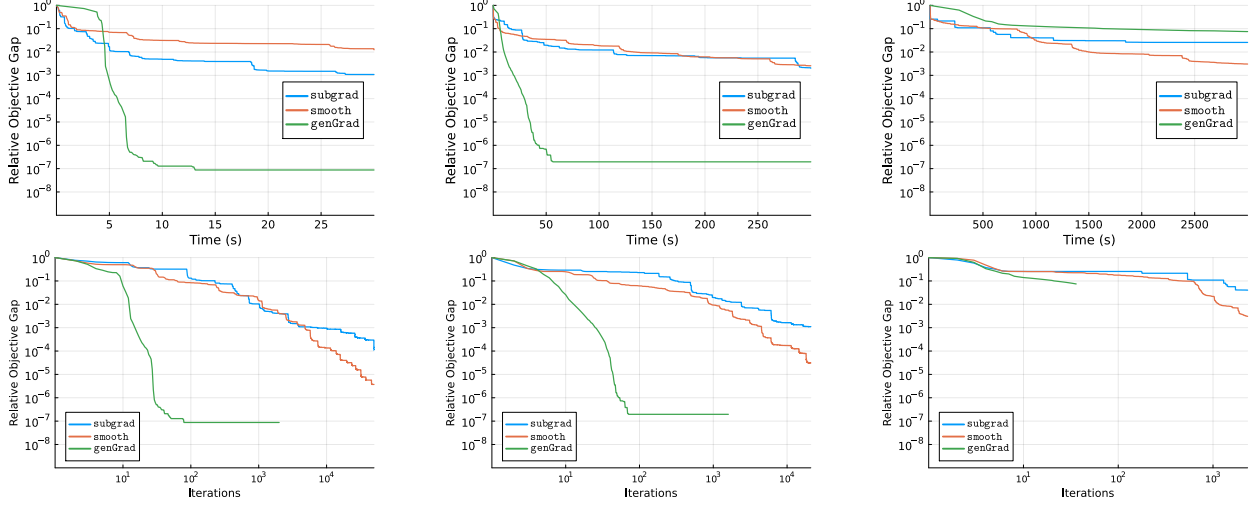 Relative Objective Gap
10^0
10^-1
10^-2
10^-3
10^-4
10^-5
10^-6
10^-7
10^-8
subgrad
smooth
genGrad
5 10 15 20 25
Time (s)
Relative Objective Gap
10^0
10^-1
10^-2
10^-3
10^-4
10^-5
10^-6
10^-7
10^-8
subgrad
smooth
genGrad
50 100 150 200 250
Time (s)
Relative Objective Gap
10^0
10^-1
10^-2
10^-3
10^-4
10^-5
10^-6
10^-7
10^-8
subgrad
smooth
genGrad
500 1000 1500 2000 2500
Time (s)
Relative Objective Gap
10^0
10^-1
10^-2
10^-3
10^-4
10^-5
10^-6
10^-7
10^-8
subgrad
smooth
genGrad
10^1 10^2 10^3 10^4
Iterations
Relative Objective Gap
10^0
10^-1
10^-2
10^-3
10^-4
10^-5
10^-6
10^-7
10^-8
subgrad
smooth
genGrad
10^1 10^2 10^3 10^4
Iterations
Relative Objective Gap
10^0
10^-1
10^-2
10^-3
10^-4
10^-5
10^-6
10^-7
10^-8
subgrad
smooth
genGrad
10^1 10^2 10^3
Iterations